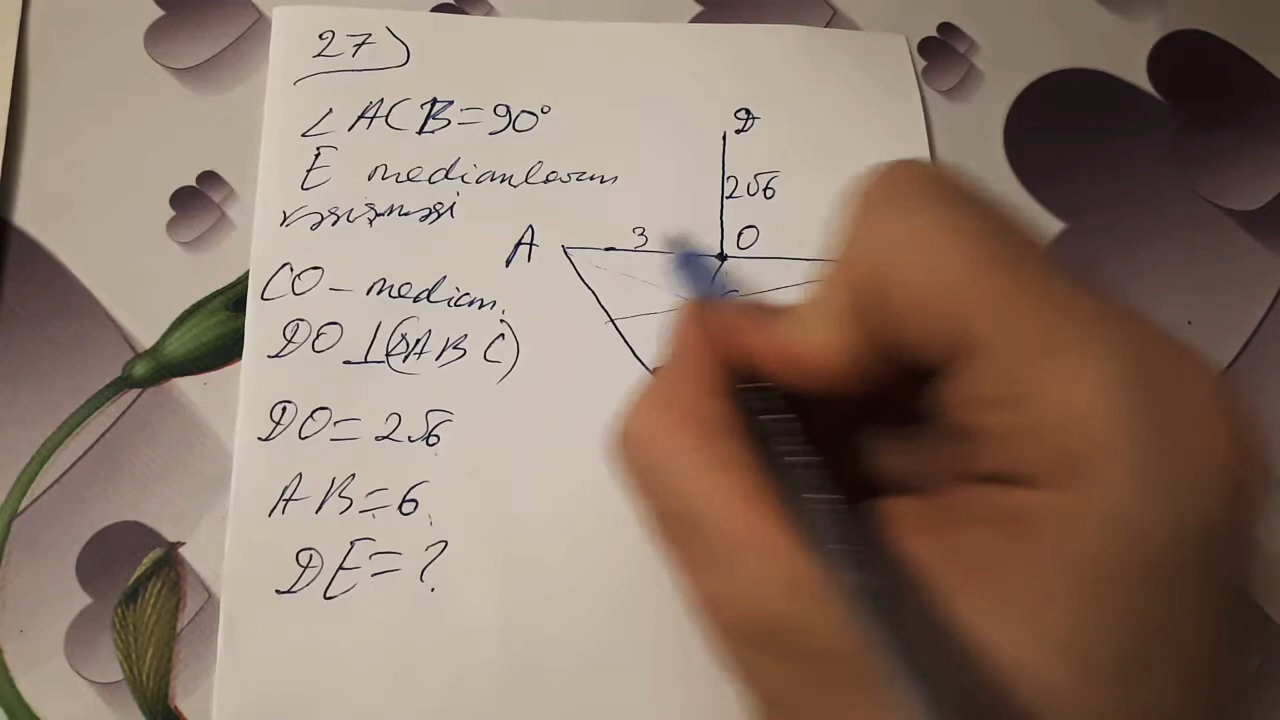 27)
∠ACB=90°
E medianların
kəsişməsi
CO-median.
DO⊥(ABC)
DO=2√6
AB=6
DE=?
D
2√6
A
3
O